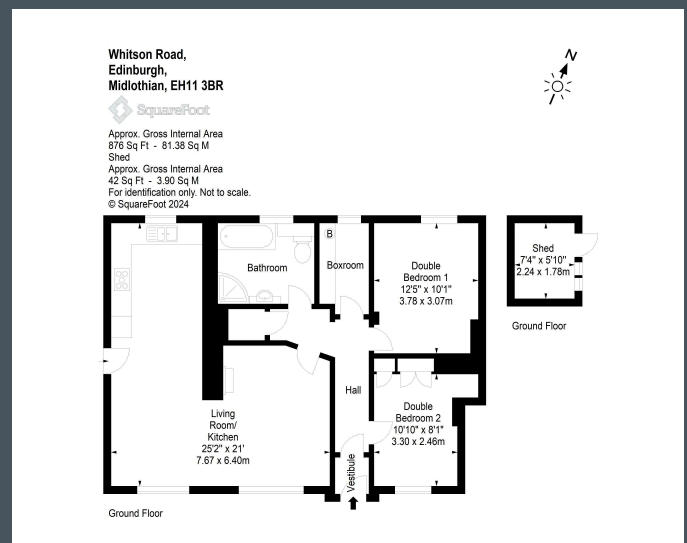 Whitson Road,
Edinburgh,
Midlothian, EH11 3BR
SquareFoot
Approx. Gross Internal Area
876 Sq Ft - 81.38 Sq M
Shed
Approx. Gross Internal Area
42 Sq Ft - 3.90 Sq M
For identification only. Not to scale.
© SquareFoot 2024
N
Bathroom
B
Boxroom
Double
Bedroom 1
12'5" x 10'1"
3.78 x 3.07m
Shed
7'4" x 5'10"
2.24 x 1.78m
Ground Floor
Hall
Living
Room/
Kitchen
25'2" x 21'
7.67 x 6.40m
Double
Bedroom 2
10'10" x 8'1"
3.30 x 2.46m
Vestibule
Ground Floor